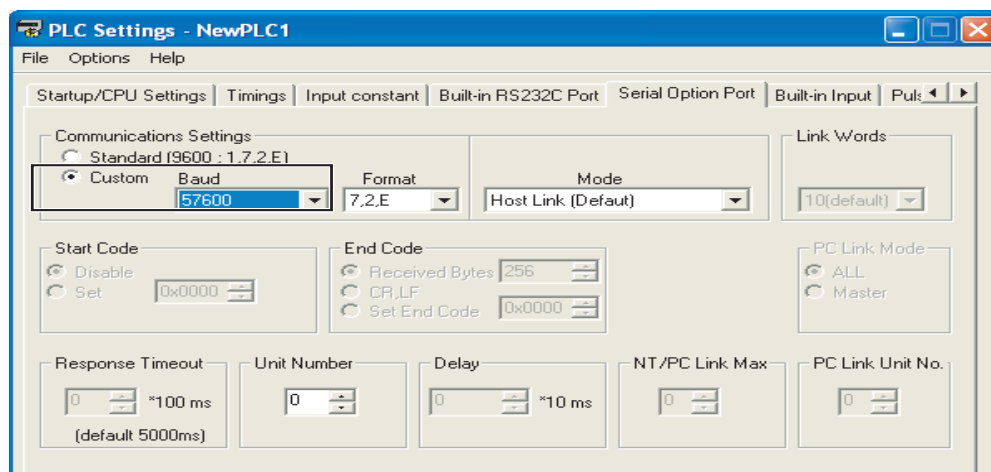 PLC Settings - NewPLC1
File Options Help
Startup/CPU Settings Timings Input constant Built-in RS232C Port Serial Option Port Built-in Input Puls
Communications Settings Link Words
Standard (9600 ; 1,7,2,E)
Custom Baud Format Mode
57600 7,2,E Host Link (Defaut) 10(default)
Start Code End Code PC Link Mode
Disable Received Bytes 256 ALL
Set 0x0000 CR,LF Master
Set End Code 0x0000
Response Timeout Unit Number Delay NT/PC Link Max PC Link Unit No.
0 *100 ms 0 0 *10 ms 0 0
(default 5000ms)